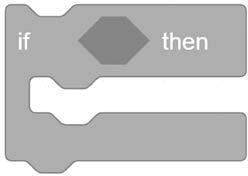 if then